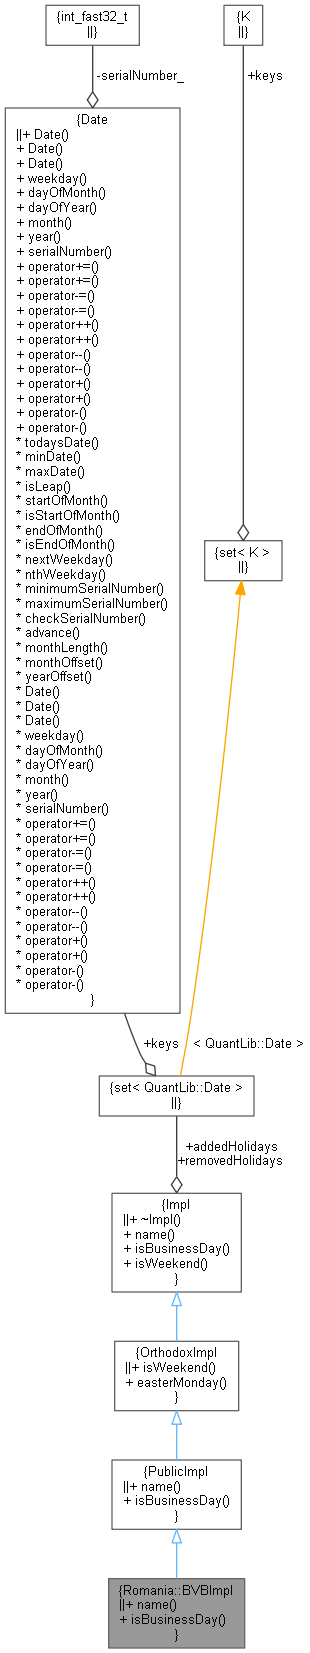 {int_fast32_t
||}
{K
||}
-serialNumber_
+keys
{Date
||+ Date()
+ Date()
+ Date()
+ weekday()
+ dayOfMonth()
+ dayOfYear()
+ month()
+ year()
+ serialNumber()
+ operator+=()
+ operator+=()
+ operator-=()
+ operator-=()
+ operator++()
+ operator++()
+ operator--()
+ operator--()
+ operator+()
+ operator+()
+ operator-()
+ operator-()
* todaysDate()
* minDate()
* maxDate()
* isLeap()
* startOfMonth()
* isStartOfMonth()
* endOfMonth()
* isEndOfMonth()
* nextWeekday()
* nthWeekday()
* minimumSerialNumber()
* maximumSerialNumber()
* checkSerialNumber()
* advance()
* monthLength()
* monthOffset()
* yearOffset()
* Date()
* Date()
* Date()
* weekday()
* dayOfMonth()
* dayOfYear()
* month()
* year()
* serialNumber()
* operator+=()
* operator+=()
* operator-=()
* operator-=()
* operator++()
* operator++()
* operator--()
* operator--()
* operator+()
* operator+()
* operator-()
* operator-()
}
{set< K >
||}
+keys
< QuantLib::Date >
{set< QuantLib::Date >
||}
+addedHolidays
+removedHolidays
{Impl
||+ ~Impl()
+ name()
+ isBusinessDay()
+ isWeekend()
}
{OrthodoxImpl
||+ isWeekend()
+ easterMonday()
}
{PublicImpl
||+ name()
+ isBusinessDay()
}
{Romania::BVBImpl
||+ name()
+ isBusinessDay()
}